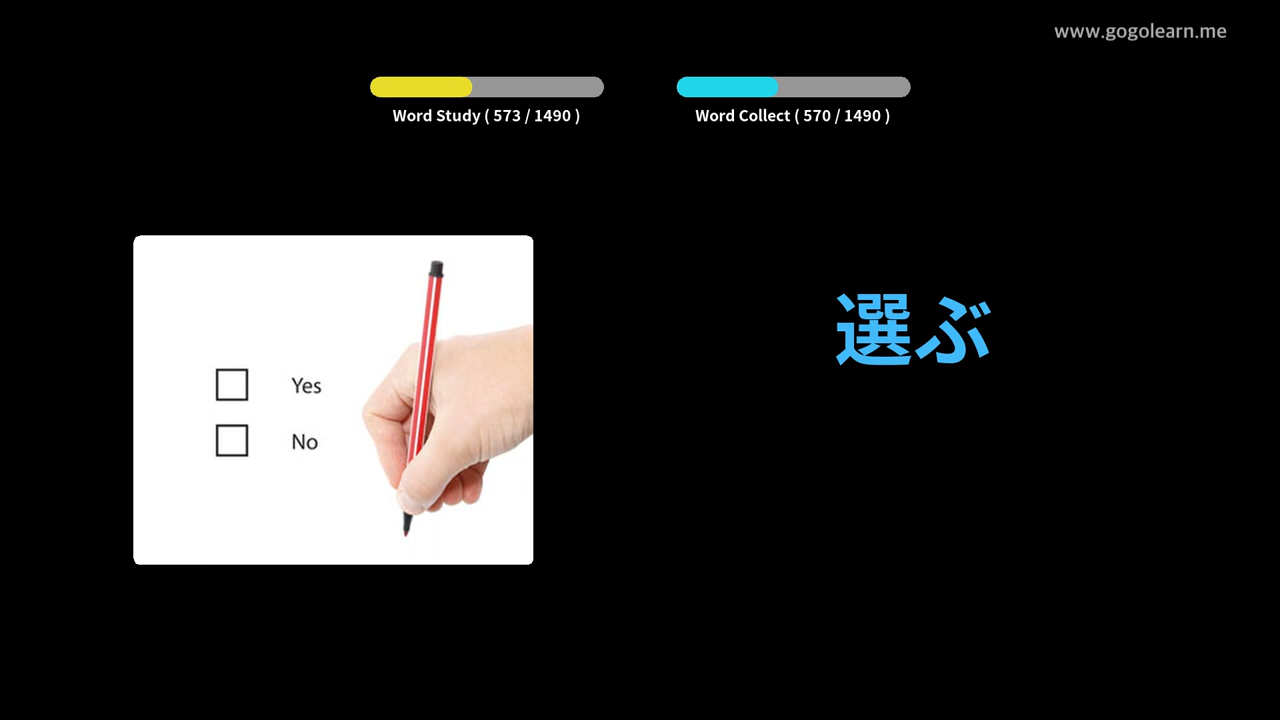 www.gogolearn.me
Word Study ( 573 / 1490 )
Word Collect ( 570 / 1490 )
選ぶ
Yes
No